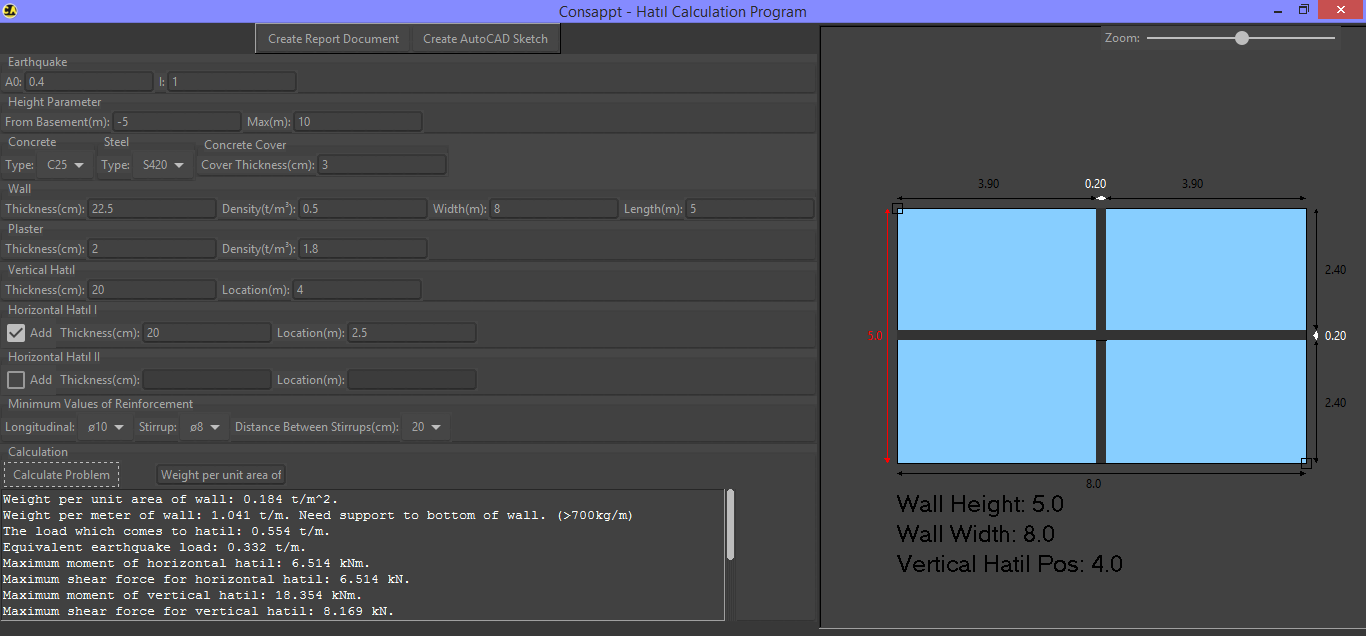 Consappt - Hatıl Calculation Program
Create Report Document Create AutoCAD Sketch
Zoom:
Earthquake
A0: 0.4 I: 1
Height Parameter
From Basement(m): -5 Max(m): 10
Concrete Steel Concrete Cover
Type: C25 Type: S420 Cover Thickness(cm): 3
Wall
Thickness(cm): 22.5 Density(t/m³): 0.5 Width(m): 8 Length(m): 5
Plaster
Thickness(cm): 2 Density(t/m³): 1.8
Vertical Hatıl
Thickness(cm): 20 Location(m): 4
Horizontal Hatıl I
Add Thickness(cm): 20 Location(m): 2.5
Horizontal Hatıl II
Add Thickness(cm): Location(m):
Minimum Values of Reinforcement
Longitudinal: ø10 Stirrup: ø8 Distance Between Stirrups(cm): 20
Calculation
Calculate Problem Weight per unit area of
Weight per unit area of wall: 0.184 t/m^2.
Weight per meter of wall: 1.041 t/m. Need support to bottom of wall. (>700kg/m)
The load which comes to hatil: 0.554 t/m.
Equivalent earthquake load: 0.332 t/m.
Maximum moment of horizontal hatil: 6.514 kNm.
Maximum shear force for horizontal hatil: 6.514 kN.
Maximum moment of vertical hatil: 18.354 kNm.
Maximum shear force for vertical hatil: 8.169 kN.
3.90 0.20 3.90
2.40
5.0 0.20
2.40
8.0
Wall Height: 5.0
Wall Width: 8.0
Vertical Hatil Pos: 4.0